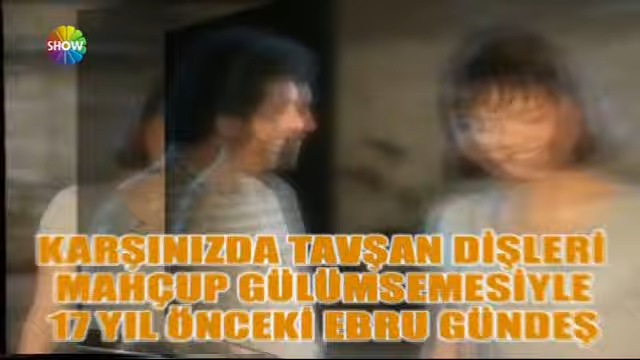 SHOW
KARŞINIZDA TAVŞAN DİŞLERİ
MAHÇUP GÜLÜMSEMESİYLE
17 YIL ÖNCEKİ EBRU GÜNDEŞ